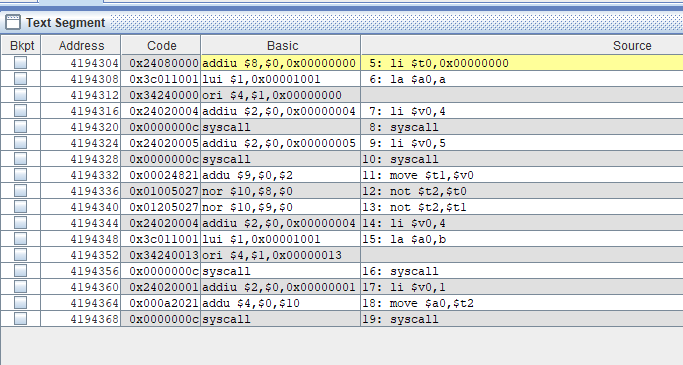 Text Segment
Bkpt Address Code Basic Source
4194304 0x24080000 addiu $8,$0,0x00000000 5: li $t0,0x00000000
4194308 0x3c011001 lui $1,0x00001001 6: la $a0,a
4194312 0x34240000 ori $4,$1,0x00000000
4194316 0x24020004 addiu $2,$0,0x00000004 7: li $v0,4
4194320 0x0000000c syscall 8: syscall
4194324 0x24020005 addiu $2,$0,0x00000005 9: li $v0,5
4194328 0x0000000c syscall 10: syscall
4194332 0x00024821 addu $9,$0,$2 11: move $t1,$v0
4194336 0x01005027 nor $10,$8,$0 12: not $t2,$t0
4194340 0x01205027 nor $10,$9,$0 13: not $t2,$t1
4194344 0x24020004 addiu $2,$0,0x00000004 14: li $v0,4
4194348 0x3c011001 lui $1,0x00001001 15: la $a0,b
4194352 0x34240013 ori $4,$1,0x00000013
4194356 0x0000000c syscall 16: syscall
4194360 0x24020001 addiu $2,$0,0x00000001 17: li $v0,1
4194364 0x000a2021 addu $4,$0,$10 18: move $a0,$t2
4194368 0x0000000c syscall 19: syscall